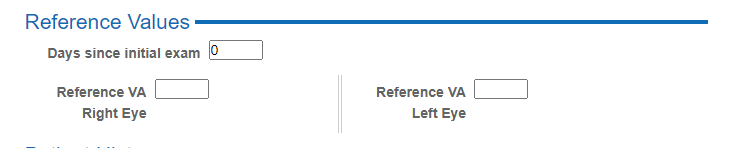 Reference Values
Days since initial exam 0
Reference VA
Right Eye
Reference VA
Left Eye